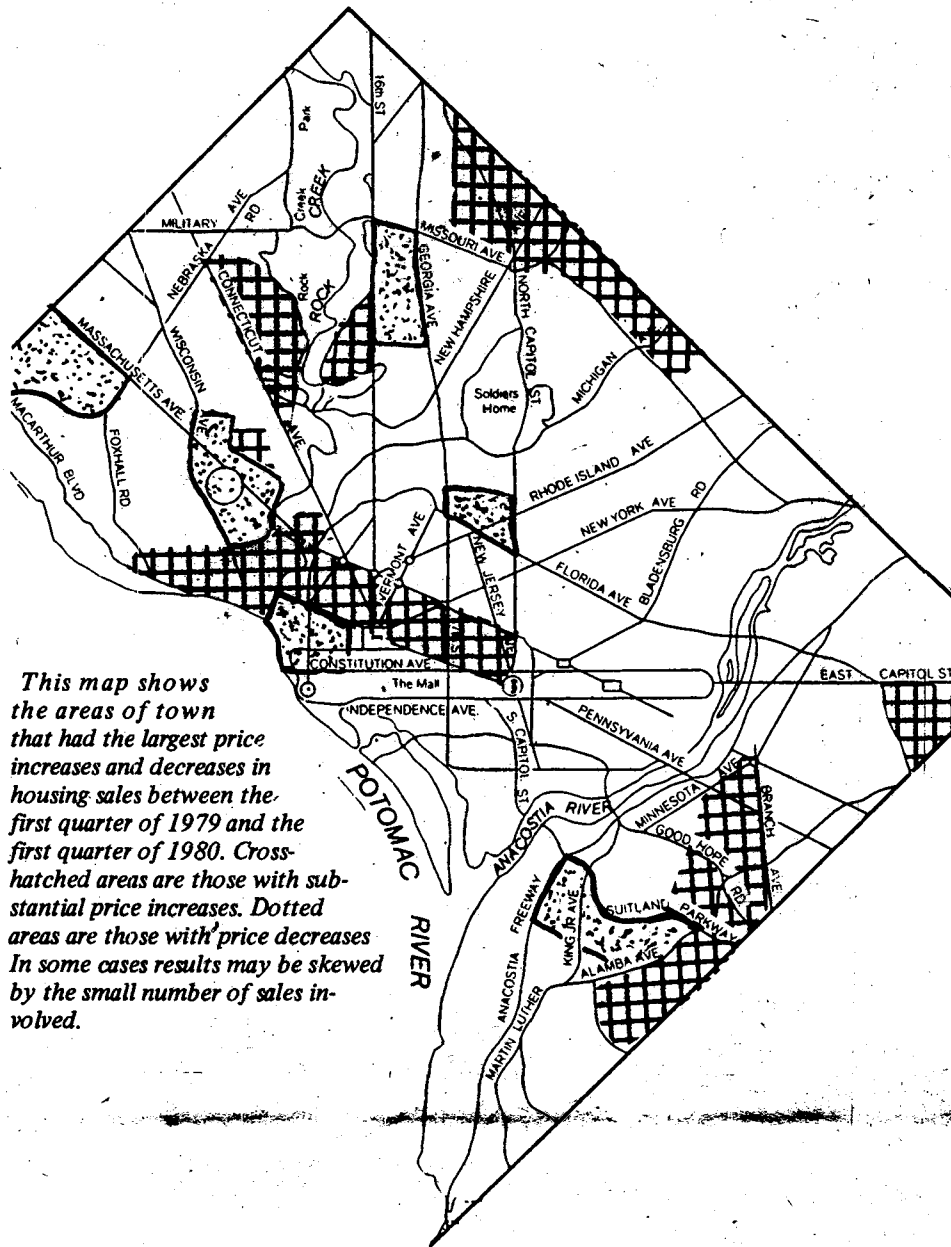 16th ST
Park
Creek
CREEK
MILITARY RD
NEBRASKA AVE
Rock
ROCK
MISSOURI AVE.
GEORGIA AVE
CONNECTICUT
AVE
NEW HAMPSHIRE
NORTH CAPITOL ST.
MICHIGAN
Soldiers
Home
MASSACHUSETTS AVE.
WISCONSIN
AVE
MACARTHUR BLVD
FOXHALL RD
RHODE ISLAND AVE
NEW YORK AVE
BLADENSBURG RD
VERMONT AVE
NEW JERSEY
AVE
FLORIDA AVE
CONSTITUTION AVE.
The Mall
INDEPENDENCE AVE.
EAST CAPITOL ST
S. CAPITOL ST.
PENNSYVANIA AVE
This map shows
the areas of town
that had the largest price
increases and decreases in
housing sales between the
first quarter of 1979 and the
first quarter of 1980. Cross-
hatched areas are those with sub-
stantial price increases. Dotted
areas are those with price decreases
In some cases results may be skewed
by the small number of sales in-
volved.
POTOMAC
RIVER
ANACOSTIA RIVER
MINNESOTA AVE
BRANCH AVE.
GOOD HOPE RD.
SUITLAND PARKWAY
ANACOSTIA FREEWAY
MARTIN LUTHER KING JR AVE
ALAMBA AVE